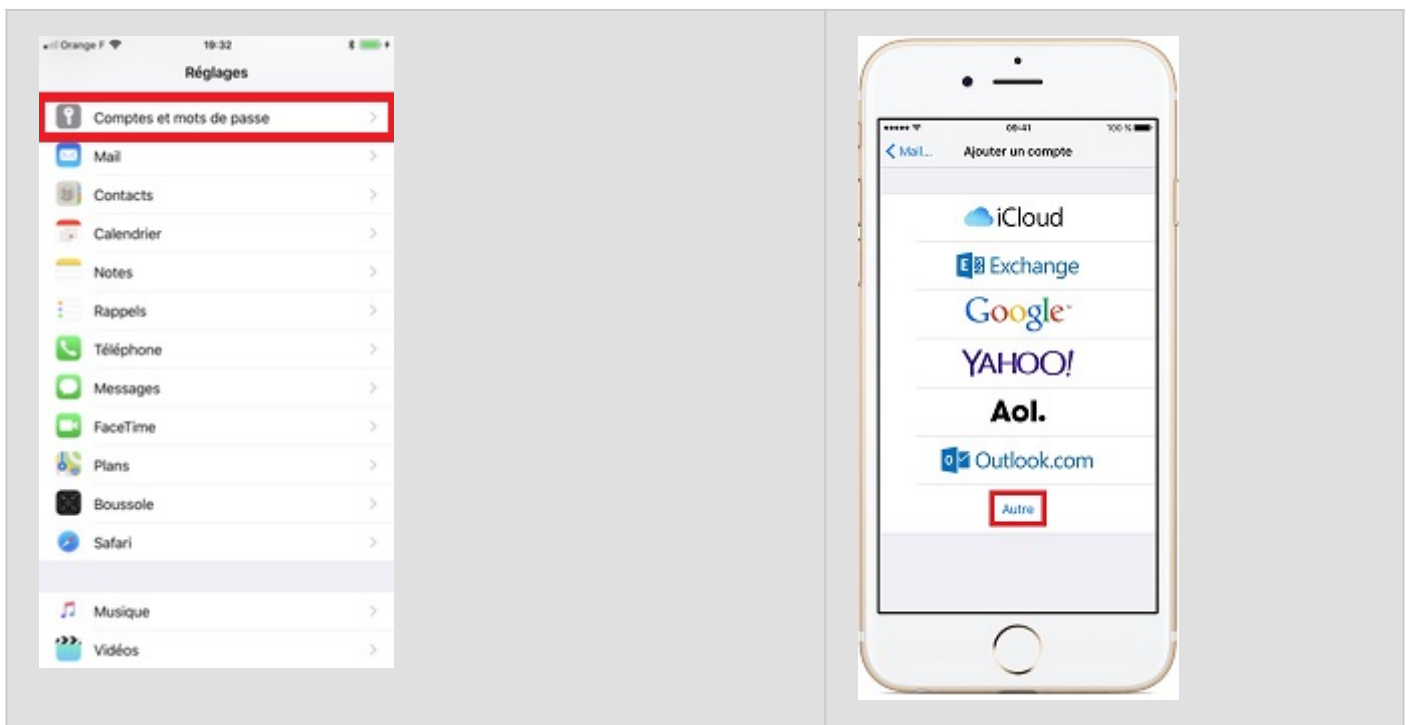 Orange F 19:32
Réglages
Comptes et mots de passe
Mail
Contacts
Calendrier
Notes
Rappels
Téléphone
Messages
FaceTime
Plans
Boussole
Safari
Musique
Vidéos
09:41 100 %
Mail... Ajouter un compte
iCloud
E Exchange
Google
YAHOO!
Aol.
o Outlook.com
Autre